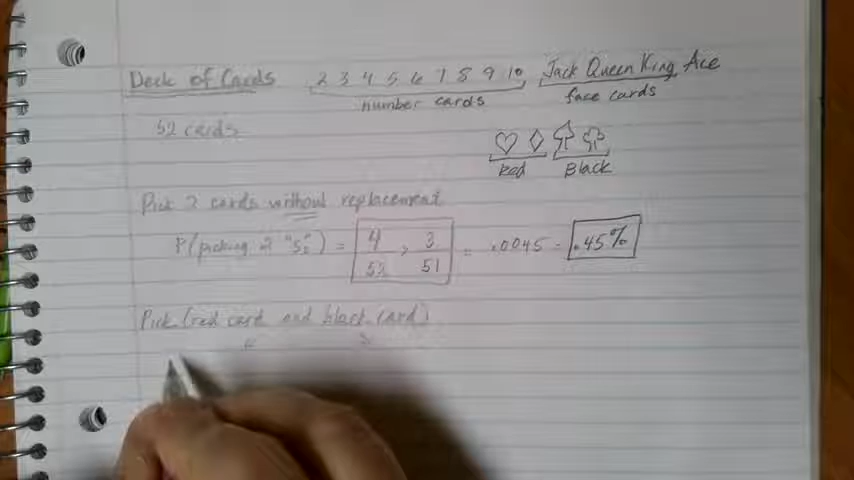 Deck of Cards 2 3 4 5 6 7 8 9 10 Jack Queen King Ace
number cards face cards
52 cards
Red Black
Pick 2 cards without replacement
P(picking 2 "5s") = 4/52 · 3/51 = .0045 = .45%
Pick (red card and black card)